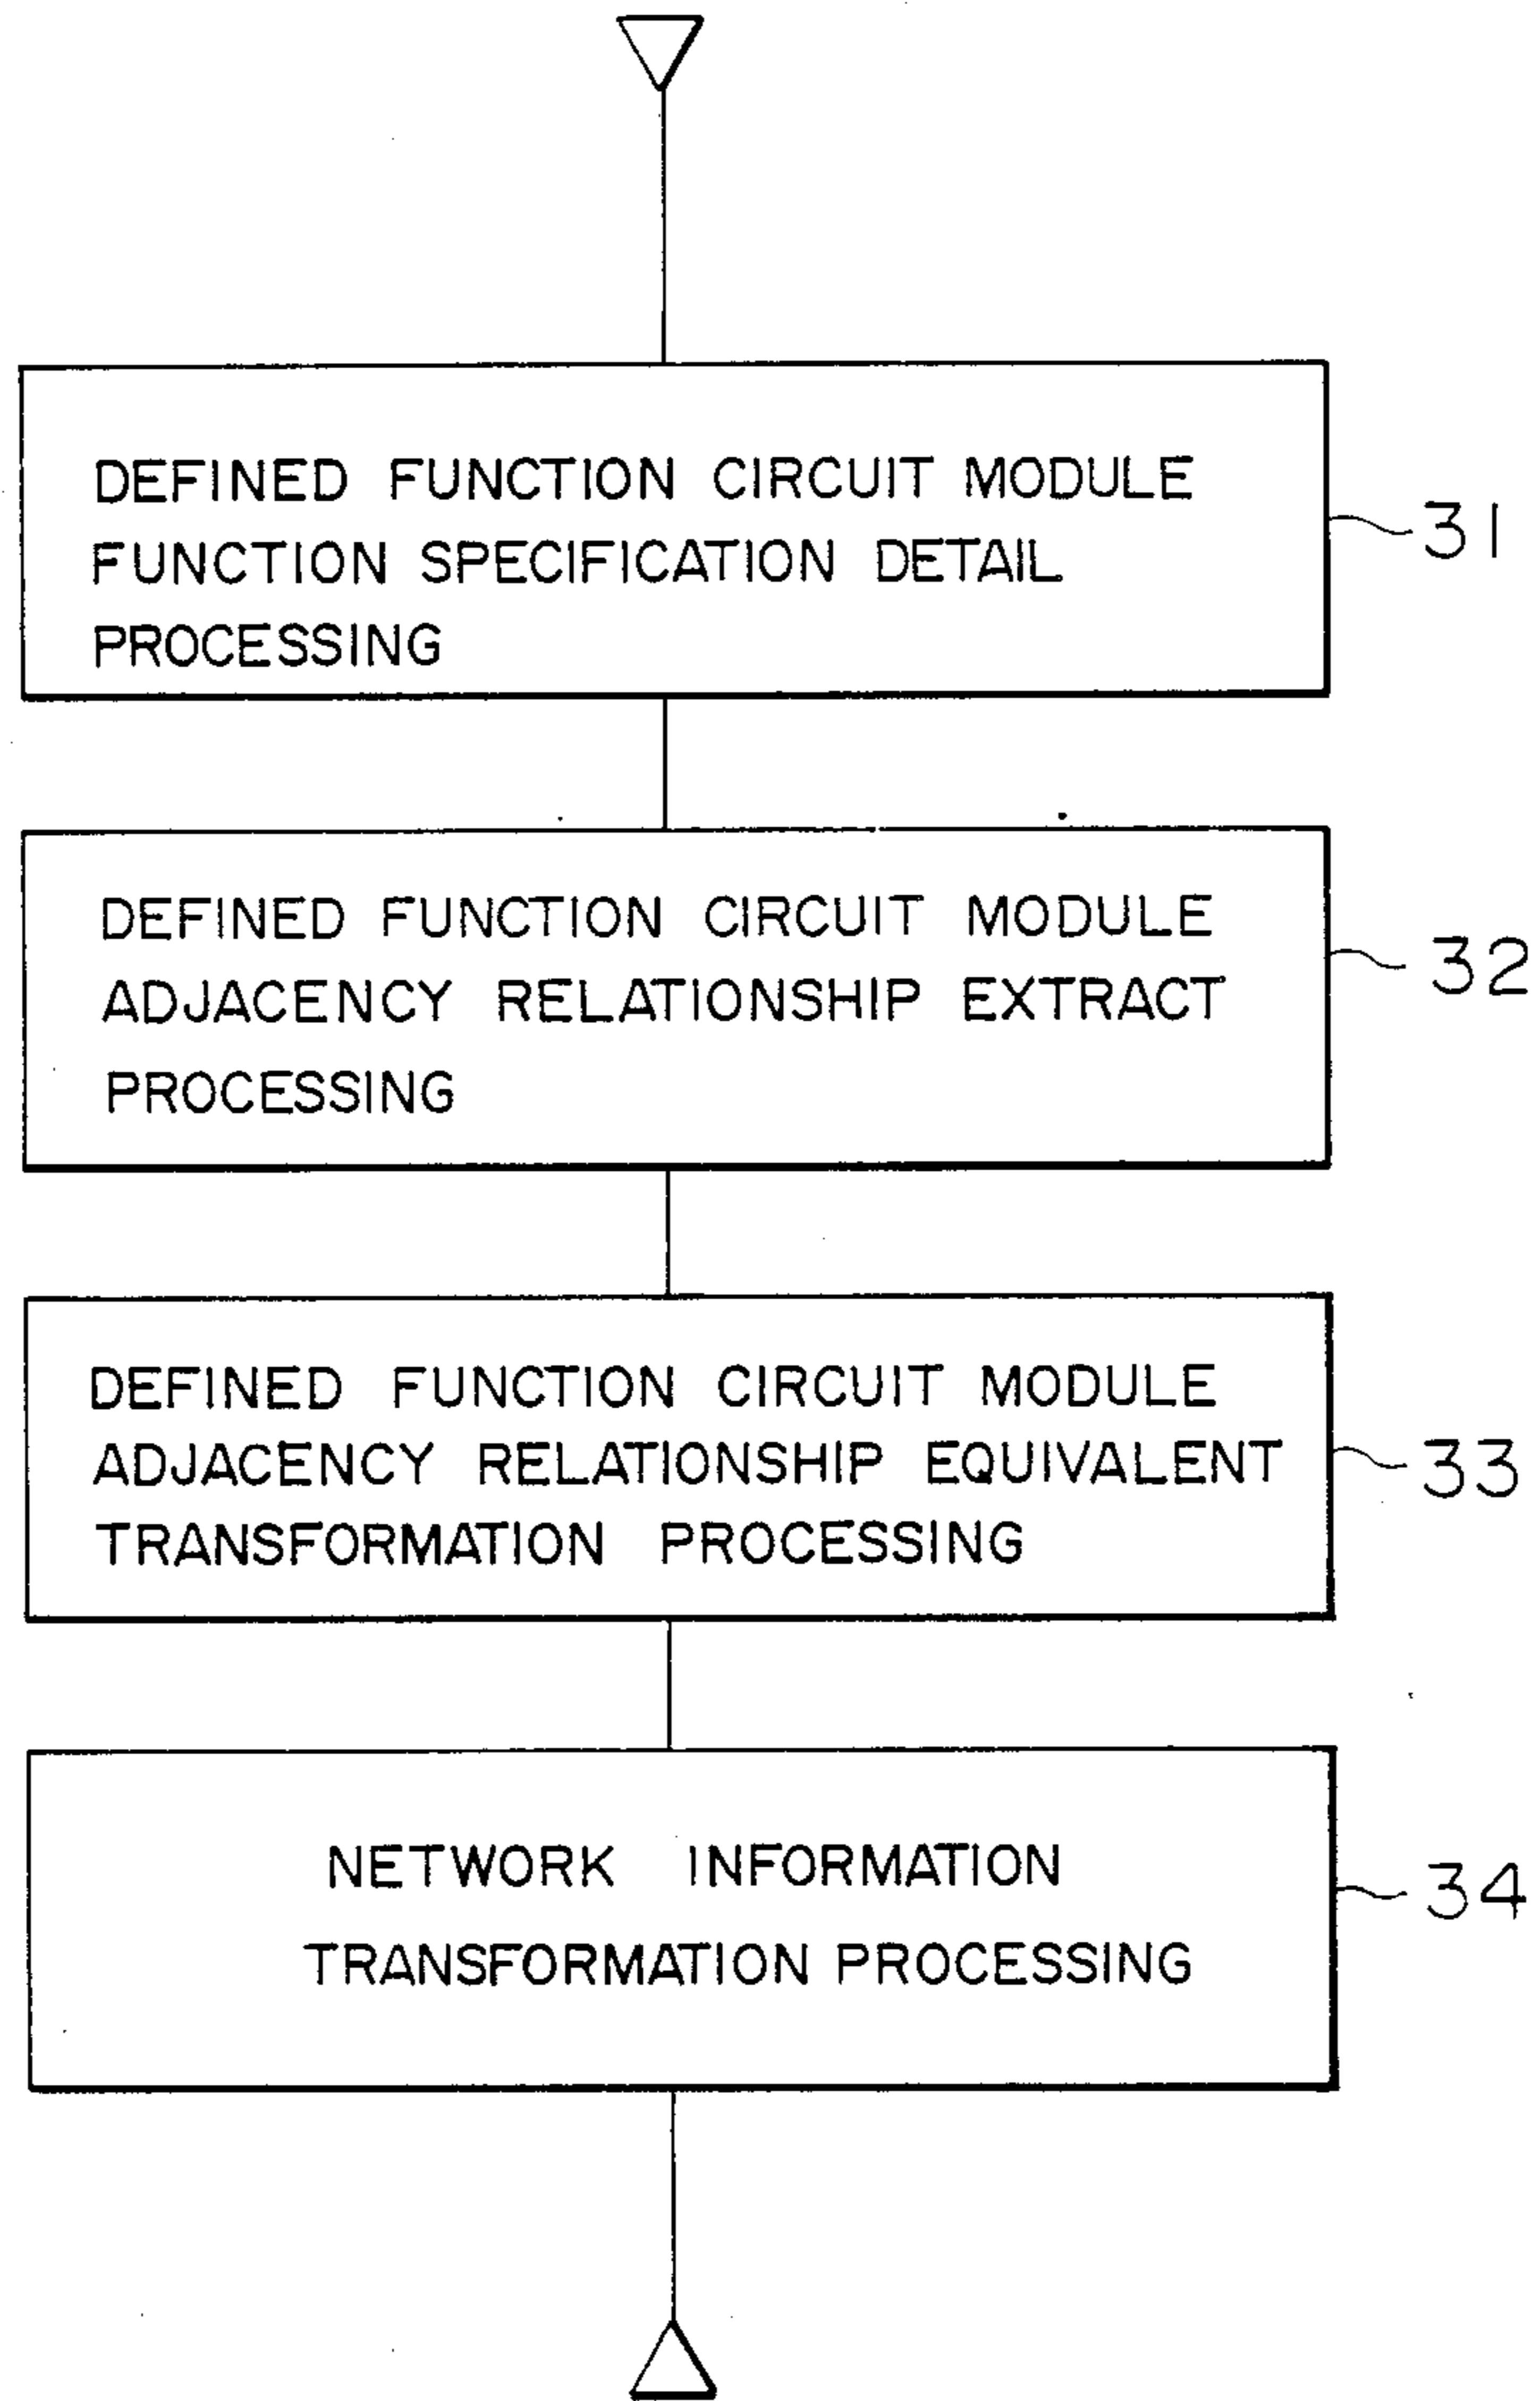 DEFINED FUNCTION CIRCUIT MODULE
FUNCTION SPECIFICATION DETAIL
PROCESSING
31
DEFINED FUNCTION CIRCUIT MODULE
ADJACENCY RELATIONSHIP EXTRACT
PROCESSING
32
DEFINED FUNCTION CIRCUIT MODULE
ADJACENCY RELATIONSHIP EQUIVALENT
TRANSFORMATION PROCESSING
33
NETWORK INFORMATION
TRANSFORMATION PROCESSING
34